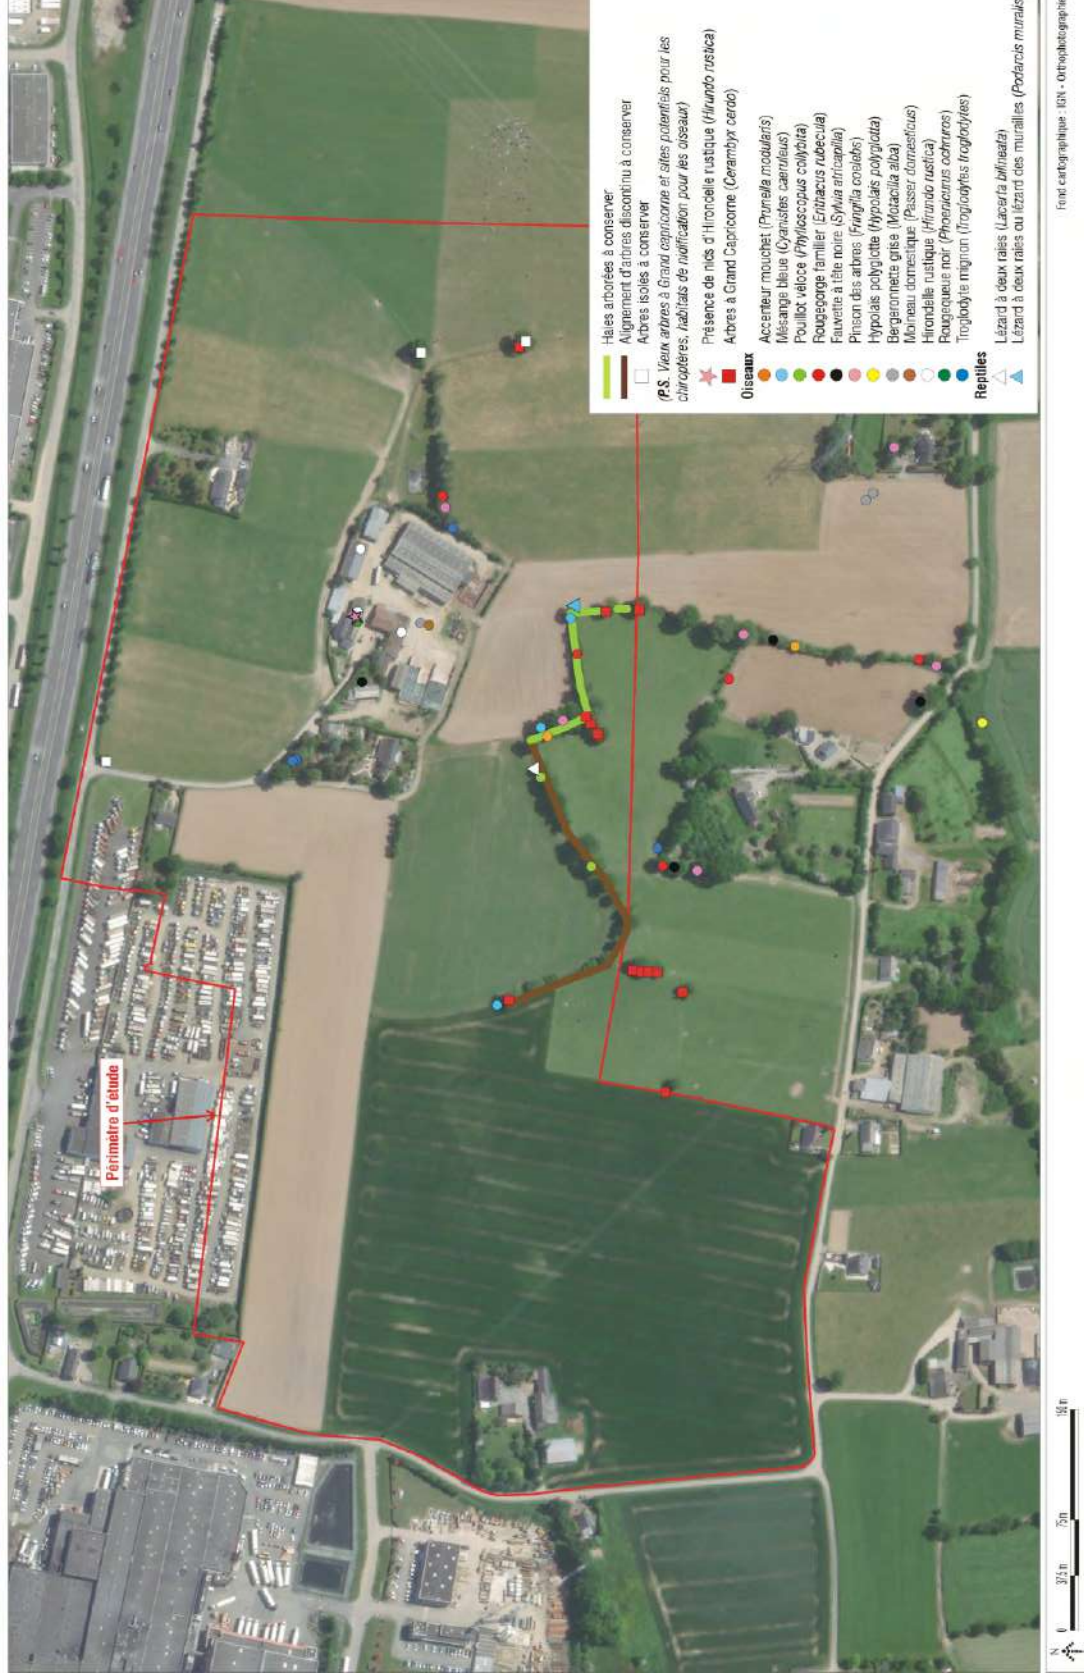 Périmètre d'étude
Haies arborées à conserver
Alignement d'arbres discontinu à conserver
Arbres isolés à conserver
(P.S. Vieux arbres à Grand capricorne et sites potentiels pour les
chiroptères, habitats de nidification pour les oiseaux)
Présence de nids d'Hirondelle rustique (Hirundo rustica)
Arbres à Grand Capricorne (Cerambyx cerdo)
Oiseaux
Accenteur mouchet (Prunella modularis)
Mésange bleue (Cyanistes caeruleus)
Pouillot véloce (Phylloscopus collybita)
Rougegorge familier (Erithacus rubecula)
Fauvette à tête noire (Sylvia atricapilla)
Pinson des arbres (Fringilla coelebs)
Hypolaïs polyglotte (Hypolais polyglotta)
Bergeronnette grise (Motacilla alba)
Moineau domestique (Passer domesticus)
Hirondelle rustique (Hirundo rustica)
Rougequeue noir (Phoenicurus ochruros)
Troglodyte mignon (Troglodytes troglodytes)
Reptiles
Lézard à deux raies (Lacerta bilineata)
Lézard à deux raies ou lézard des murailles (Podarcis muralis
N
0 37,5 m 75 m 150 m
Fond cartographique : IGN - Orthophotographie